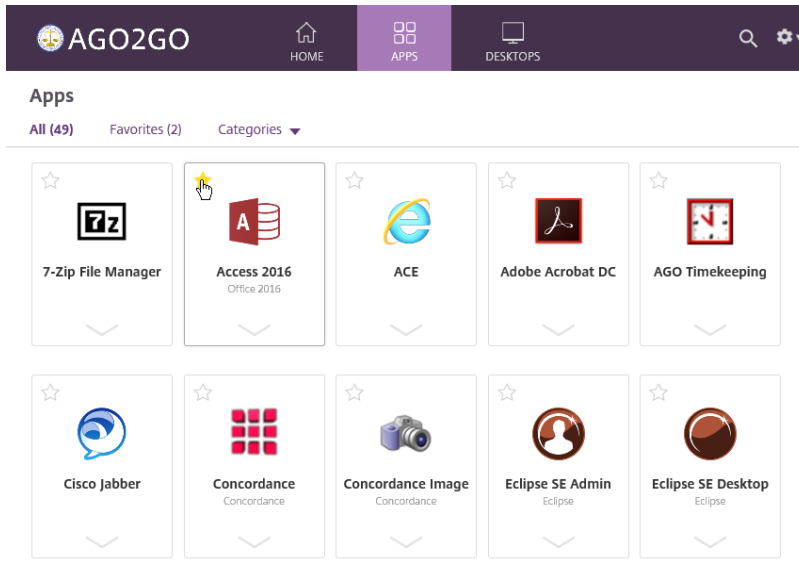 AGO2GO
HOME
APPS
DESKTOPS
Apps
All (49)
Favorites (2)
Categories
7z
7-Zip File Manager
A
Access 2016
Office 2016
ACE
Adobe Acrobat DC
AGO Timekeeping
Cisco Jabber
Concordance
Concordance
Concordance Image
Concordance
Eclipse SE Admin
Eclipse
Eclipse SE Desktop
Eclipse